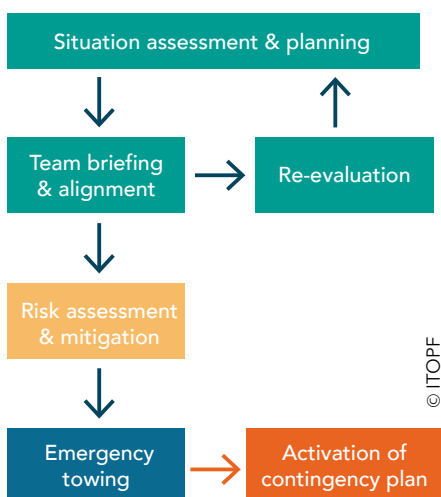 Situation assessment & planning
Team briefing
& alignment
Re-evaluation
Risk assessment
& mitigation
© ITOPF
Emergency
towing
Activation of
contingency plan